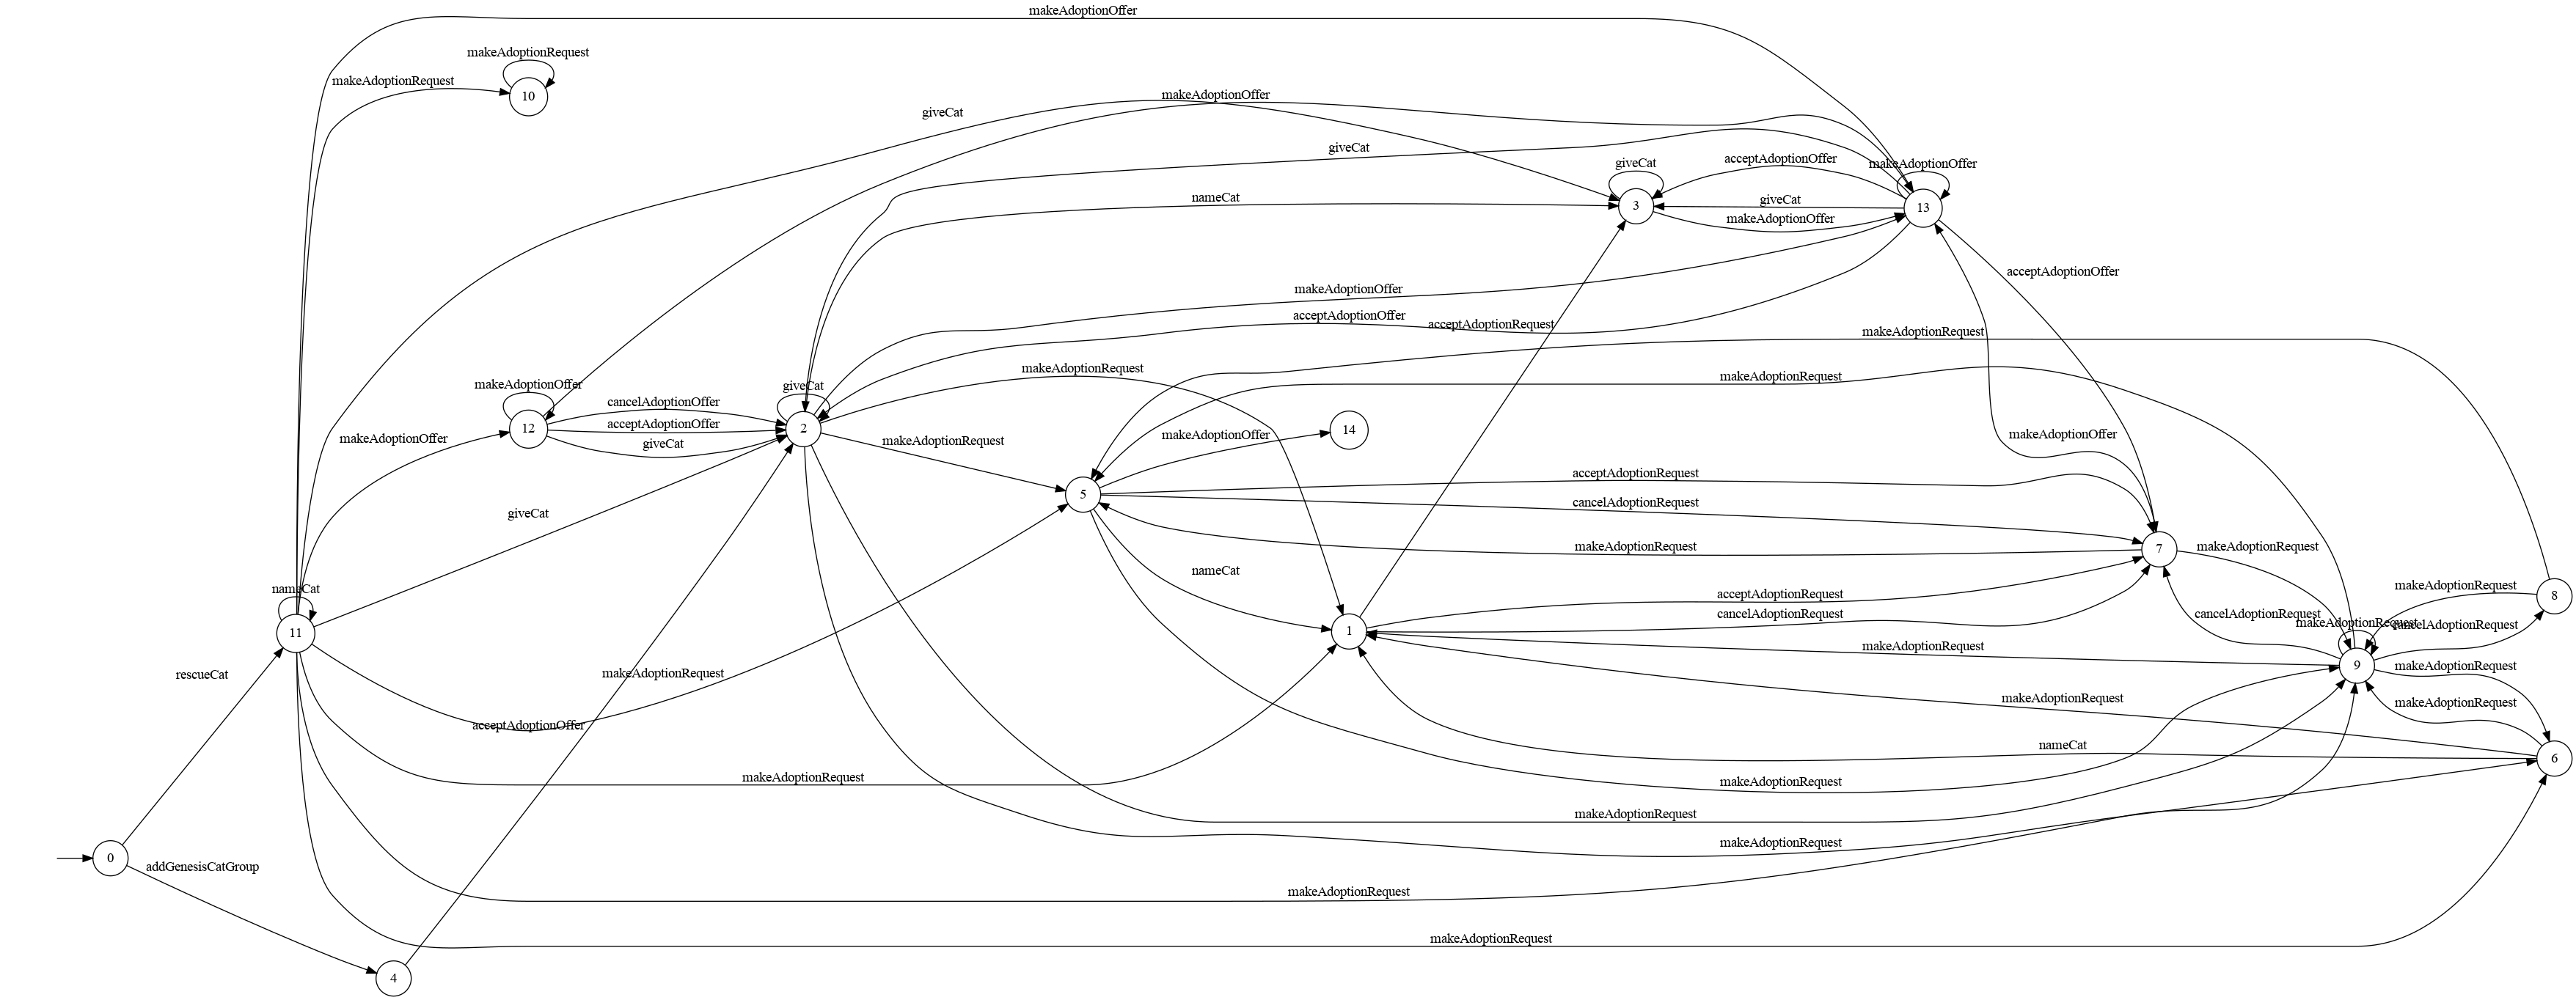 makeAdoptionOffer
makeAdoptionRequest
makeAdoptionRequest
10
makeAdoptionOffer
giveCat
giveCat
acceptAdoptionOffer
giveCat
makeAdoptionOffer
nameCat
giveCat
3
13
makeAdoptionOffer
acceptAdoptionOffer
makeAdoptionOffer
acceptAdoptionOffer
acceptAdoptionRequest
makeAdoptionRequest
makeAdoptionRequest
makeAdoptionRequest
makeAdoptionOffer
giveCat
cancelAdoptionOffer
12
acceptAdoptionOffer
2
14
makeAdoptionOffer
giveCat
makeAdoptionRequest
makeAdoptionOffer
makeAdoptionOffer
acceptAdoptionRequest
5
cancelAdoptionRequest
giveCat
makeAdoptionRequest
7
makeAdoptionRequest
nameCat
nameCat
acceptAdoptionRequest
makeAdoptionRequest
8
cancelAdoptionRequest
cancelAdoptionRequest
makeAdoptionRequest
cancelAdoptionRequest
11
1
makeAdoptionRequest
9
makeAdoptionRequest
rescueCat
makeAdoptionRequest
makeAdoptionRequest
makeAdoptionRequest
acceptAdoptionOffer
nameCat
6
makeAdoptionRequest
makeAdoptionRequest
makeAdoptionRequest
makeAdoptionRequest
0
addGenesisCatGroup
makeAdoptionRequest
makeAdoptionRequest
4